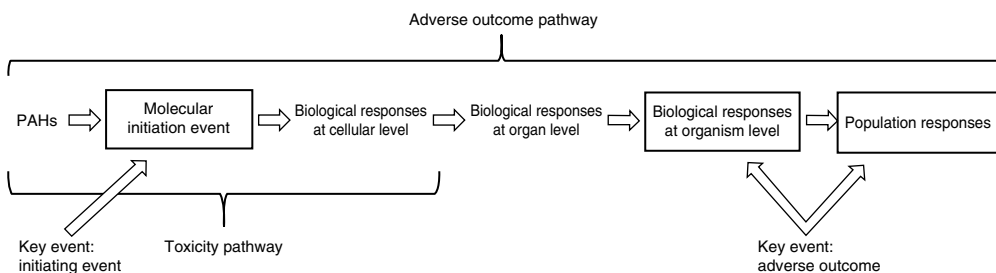 Adverse outcome pathway
PAHs
Molecular
initiation event
Biological responses
at cellular level
Biological responses
at organ level
Biological responses
at organism level
Population responses
Key event:
initiating event
Toxicity pathway
Key event:
adverse outcome